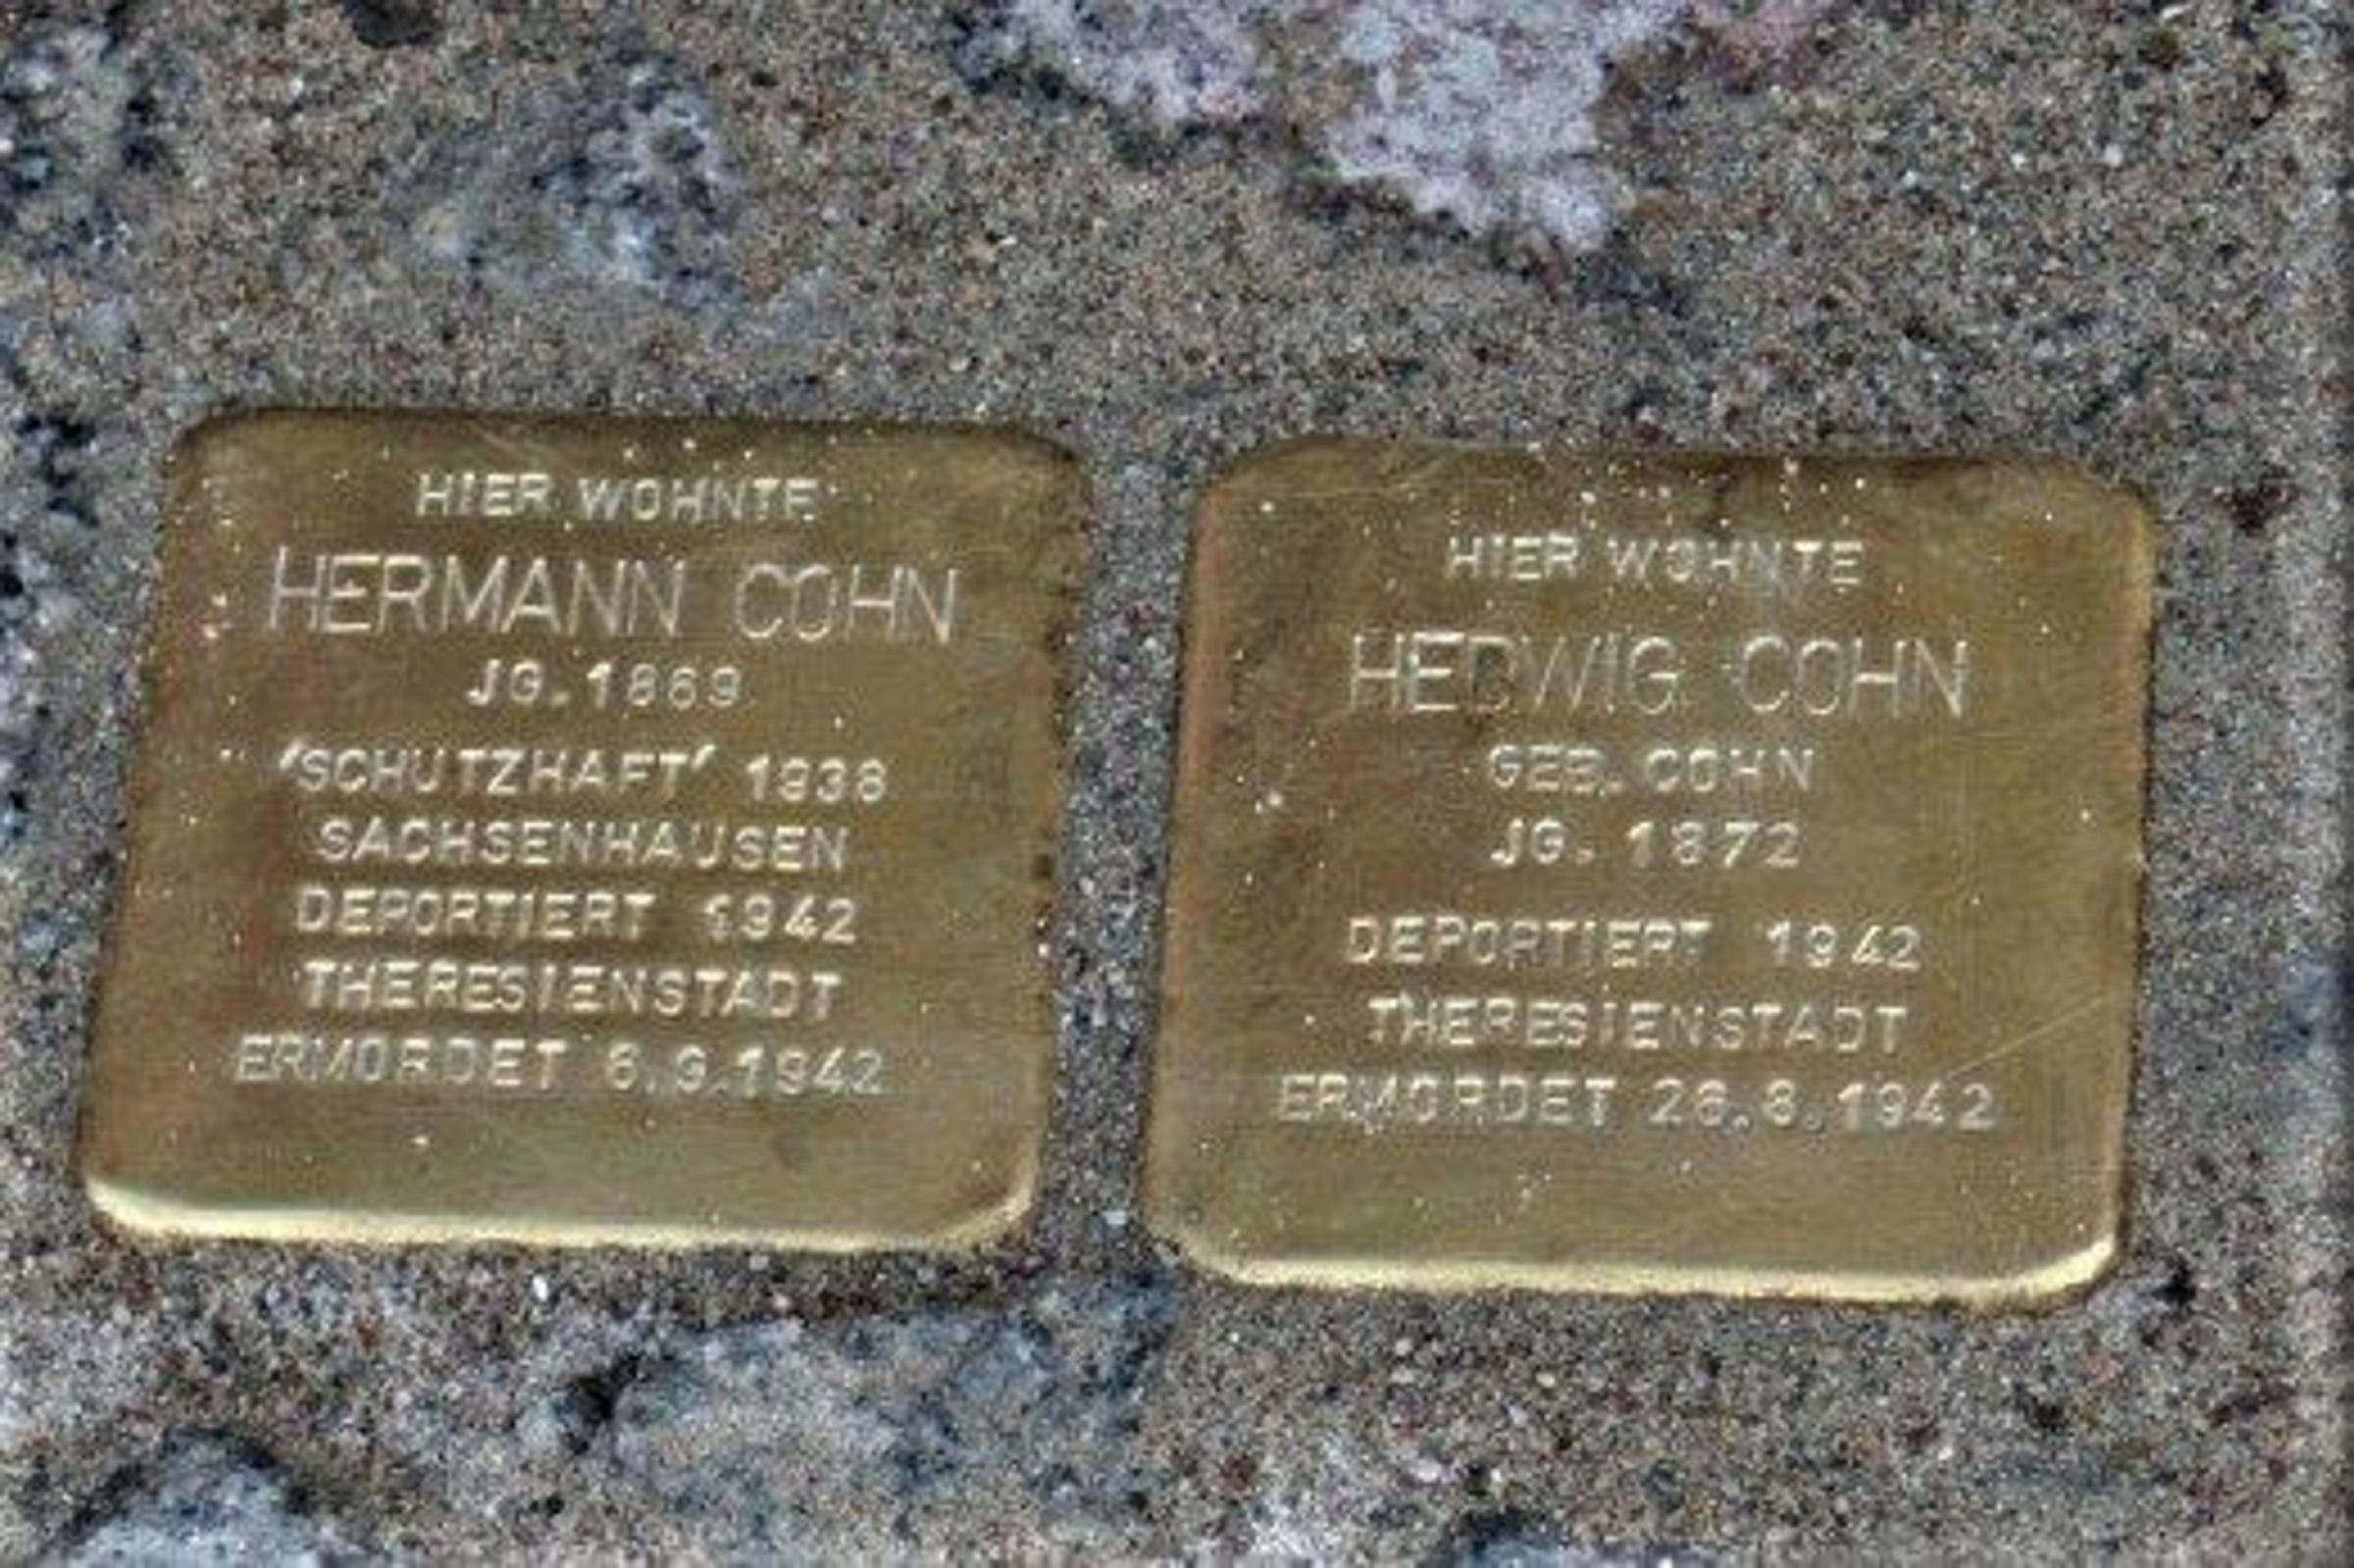 HIER WOHNTE
HERMANN COHN
JG. 1869
'SCHUTZHAFT' 1938
SACHSENHAUSEN
DEPORTIERT 1942
THERESIENSTADT
ERMORDET 6.9.1942
HIER WOHNTE
HEDWIG COHN
GEB. COHN
JG. 1872
DEPORTIERT 1942
THERESIENSTADT
ERMORDET 26.8.1942